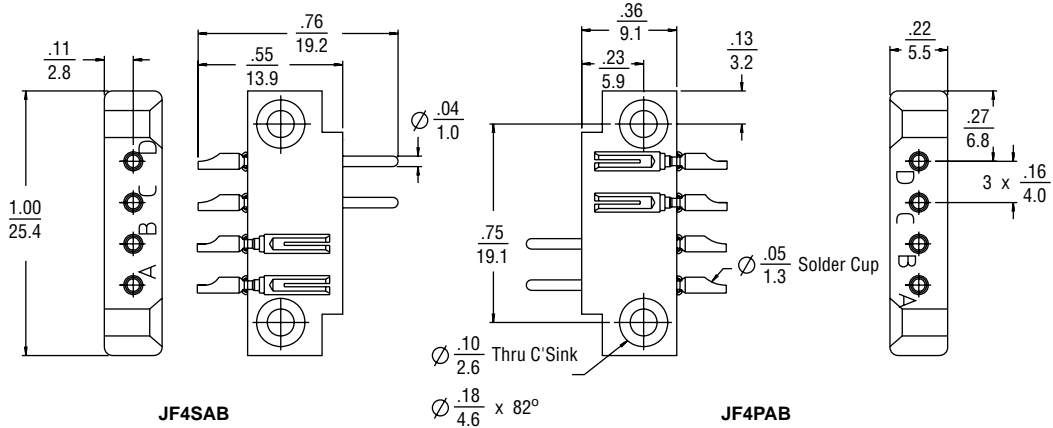 .11
2.8
.76
19.2
.55
13.9
Ø .04
1.0
1.00
25.4
D
C
B
A
JF4SAB
.36
9.1
.23
5.9
.13
3.2
.75
19.1
Ø .05
1.3 Solder Cup
Ø .10
2.6 Thru C'Sink
Ø .18
4.6 x 82°
.22
5.5
.27
6.8
3 x .16
4.0
D
C
B
A
JF4PAB